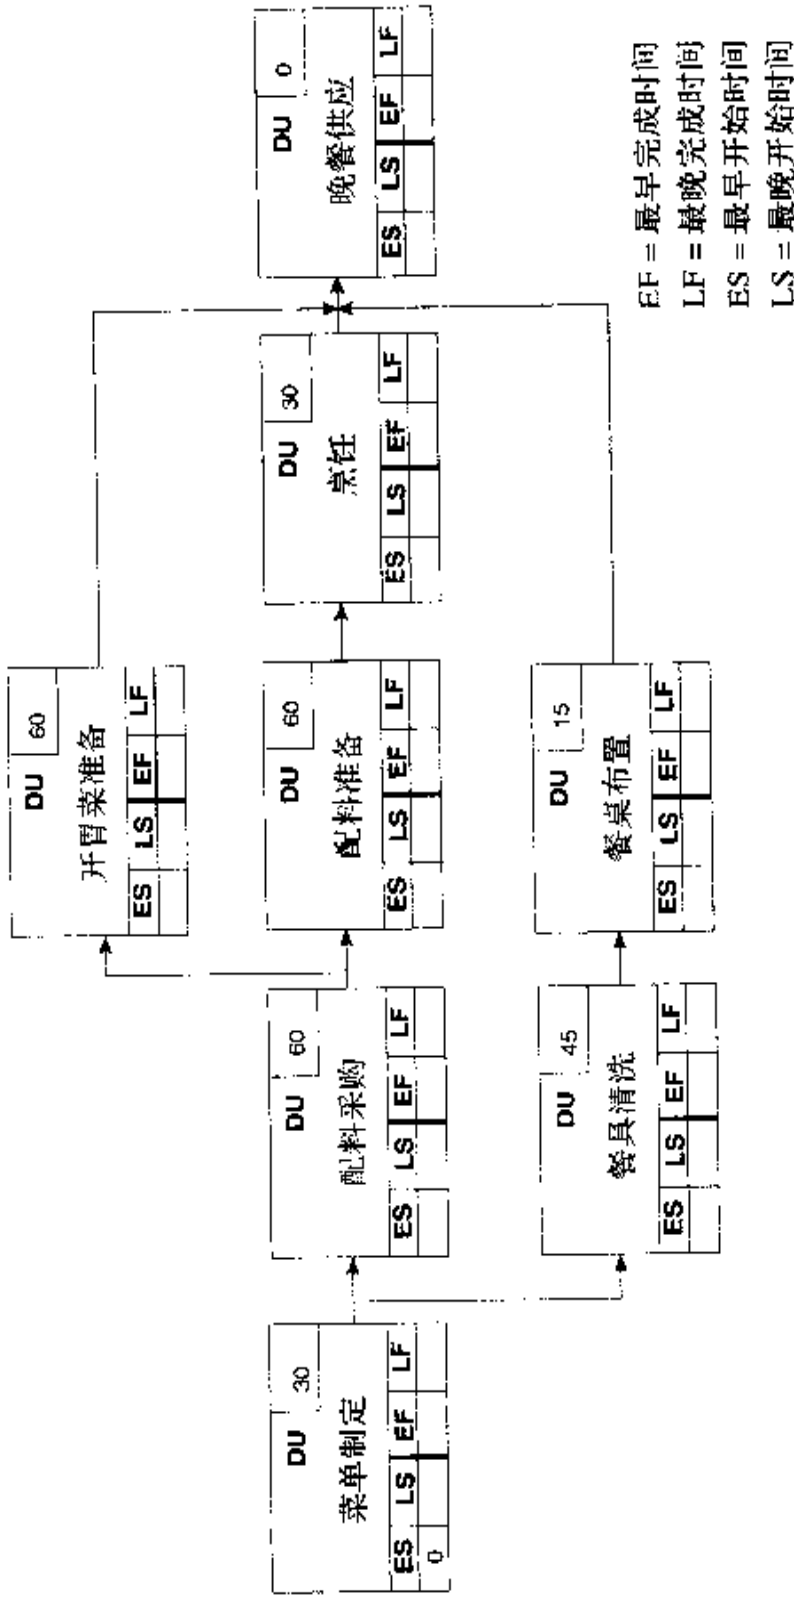 DU 30
菜单制定
ES LS EF LF
0
DU 60
配料采购
ES LS EF LF
DU 45
餐具清洗
ES LS EF LF
DU 60
开胃菜准备
ES LS EF LF
DU 60
配料准备
ES LS EF LF
DU 15
餐桌布置
ES LS EF LF
DU 30
烹饪
ES LS EF LF
DU 0
晚餐供应
ES LS EF LF
EF = 最早完成时间
LF = 最晚完成时间
ES = 最早开始时间
LS = 最晚开始时间